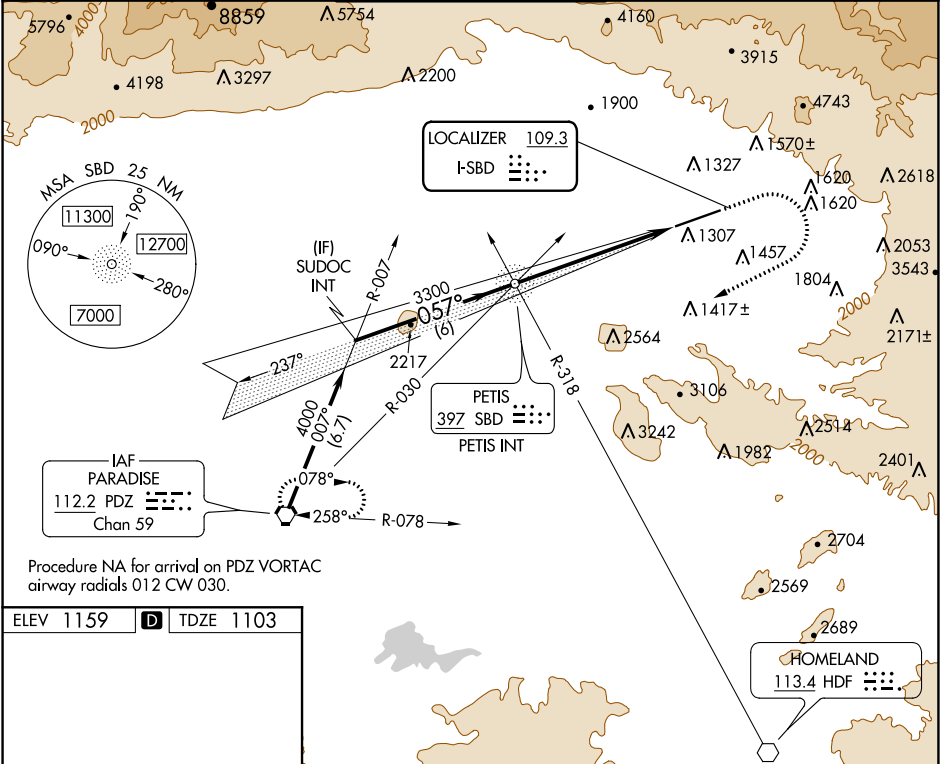 5796
4000
8859
5754
4160
3915
4198
3297
2200
1900
4743
2000
LOCALIZER 109.3
I-SBD
1570±
1327
1620
1620
2618
MSA SBD 25 NM
11300
190°
12700
090°
280°
7000
(IF)
SUDOC
INT
R-007
3300
057°
(6)
1307
1457
2053
3543
1804
2000
237°
2217
1417±
2564
2171±
R-030
R-318
4000
007°
(6.7)
PETIS
397 SBD
PETIS INT
3106
3242
1982
2514
2000
2401
IAF
PARADISE
112.2 PDZ
Chan 59
078°
258°
R-078
Procedure NA for arrival on PDZ VORTAC
airway radials 012 CW 030.
2704
2569
2689
ELEV 1159 D TDZE 1103
HOMELAND
113.4 HDF